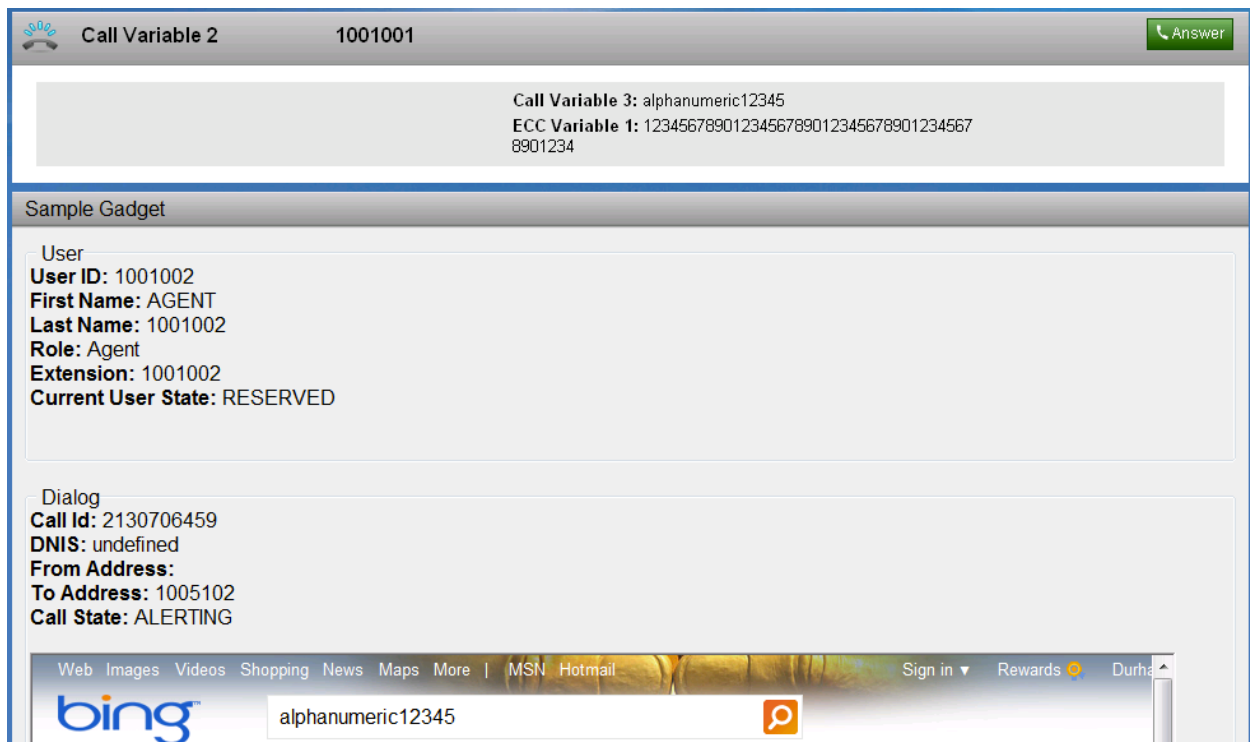 Call Variable 2 1001001 Answer
Call Variable 3: alphanumeric12345
ECC Variable 1: 1234567890123456789012345678901234567
8901234
Sample Gadget
User
User ID: 1001002
First Name: AGENT
Last Name: 1001002
Role: Agent
Extension: 1001002
Current User State: RESERVED
Dialog
Call Id: 2130706459
DNIS: undefined
From Address:
To Address: 1005102
Call State: ALERTING
Web Images Videos Shopping News Maps More | MSN Hotmail Sign in ▾ Rewards
bing alphanumeric12345